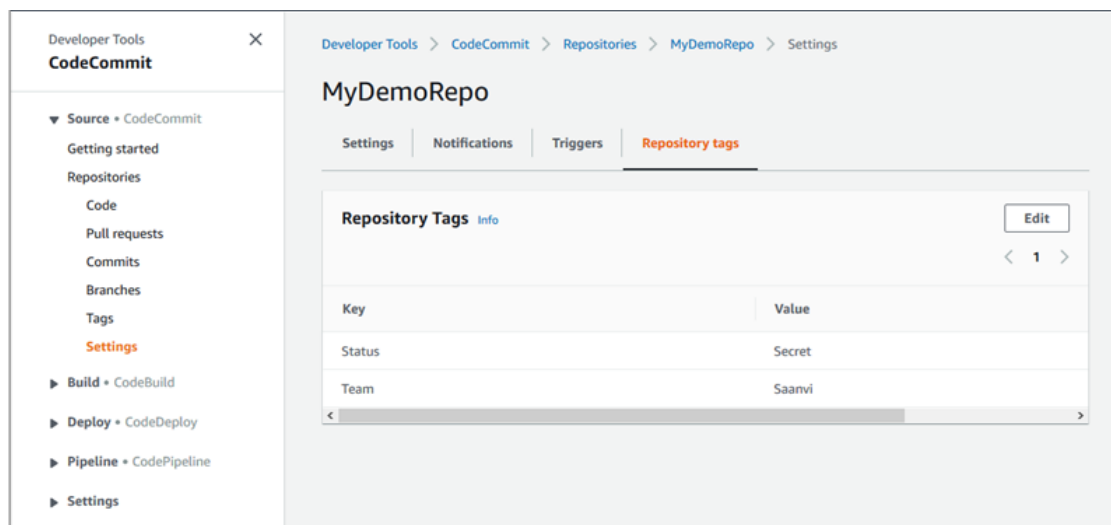 Developer Tools
CodeCommit
Source • CodeCommit
Getting started
Repositories
Code
Pull requests
Commits
Branches
Tags
Settings
Build • CodeBuild
Deploy • CodeDeploy
Pipeline • CodePipeline
Settings
Developer Tools > CodeCommit > Repositories > MyDemoRepo > Settings
MyDemoRepo
Settings Notifications Triggers Repository tags
Repository Tags Info Edit
< 1 >
Key Value
Status Secret
Team Saanvi